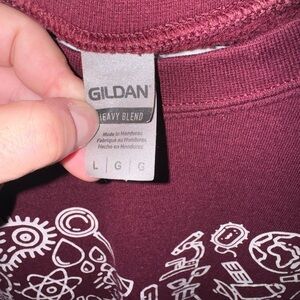 GILDAN
HEAVY BLEND
Made in Honduras
Fabriqué au Honduras
Hecho en Honduras
L | G | G